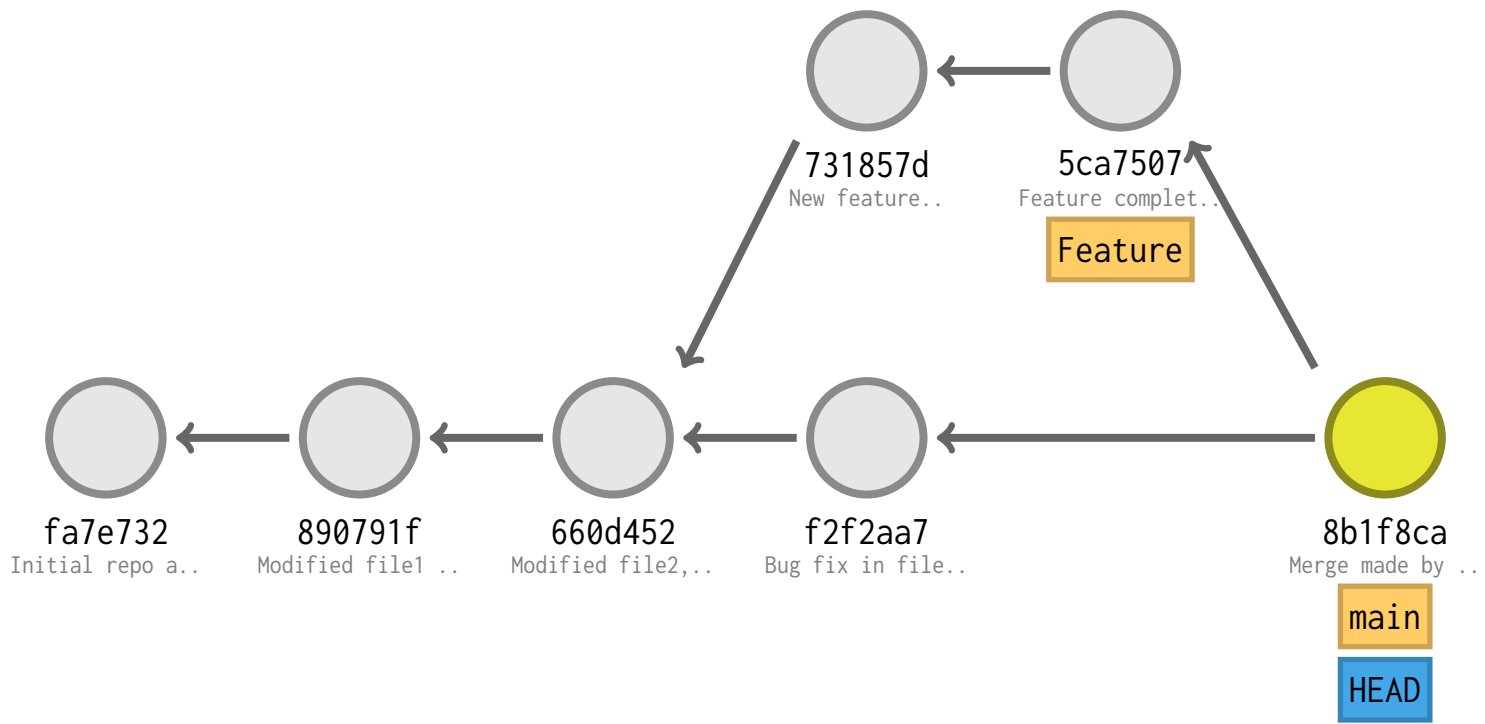 731857d
New feature..
5ca7507
Feature complet..
Feature
fa7e732
Initial repo a..
890791f
Modified file1 ..
660d452
Modified file2,..
f2f2aa7
Bug fix in file..
8b1f8ca
Merge made by ..
main
HEAD